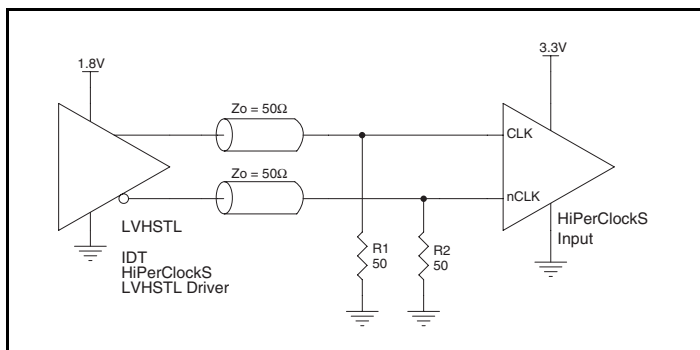 1.8V
3.3V
Zo = 50Ω
CLK
Zo = 50Ω
nCLK
LVHSTL
HiPerClockS
Input
IDT
HiPerClockS
LVHSTL Driver
R1
50
R2
50